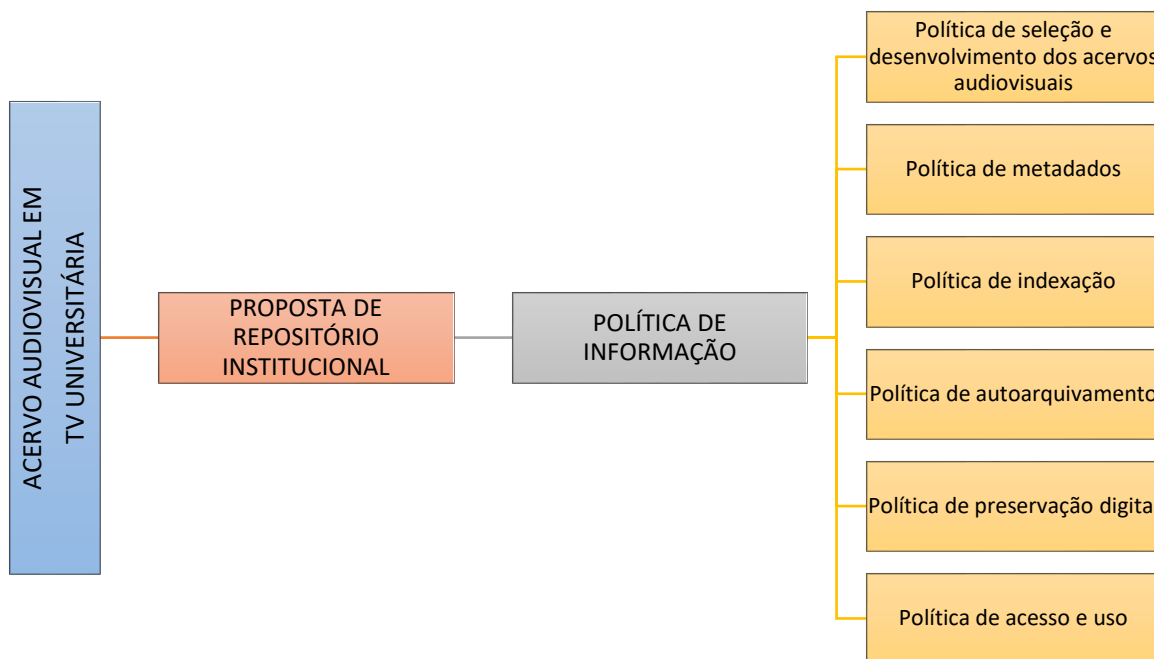 ACERVO AUDIOVISUAL EM
TV UNIVERSITÁRIA
PROPOSTA DE
REPOSITÓRIO
INSTITUCIONAL
POLÍTICA DE
INFORMAÇÃO
Política de seleção e
desenvolvimento dos acervos
audiovisuais
Política de metadados
Política de indexação
Política de autoarquivamento
Política de preservação digita
Política de acesso e uso